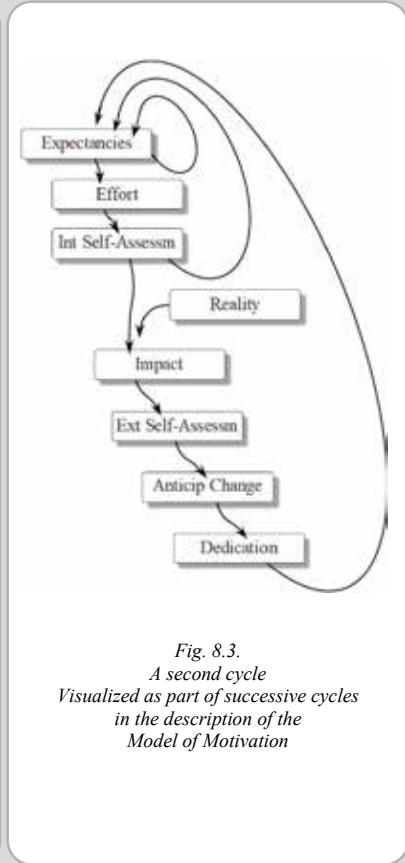 Expectancies
Effort
Int Self-Assessm
Reality
Impact
Ext Self-Assessm
Anticip Change
Dedication
Fig. 8.3.
A second cycle
Visualized as part of successive cycles
in the description of the
Model of Motivation